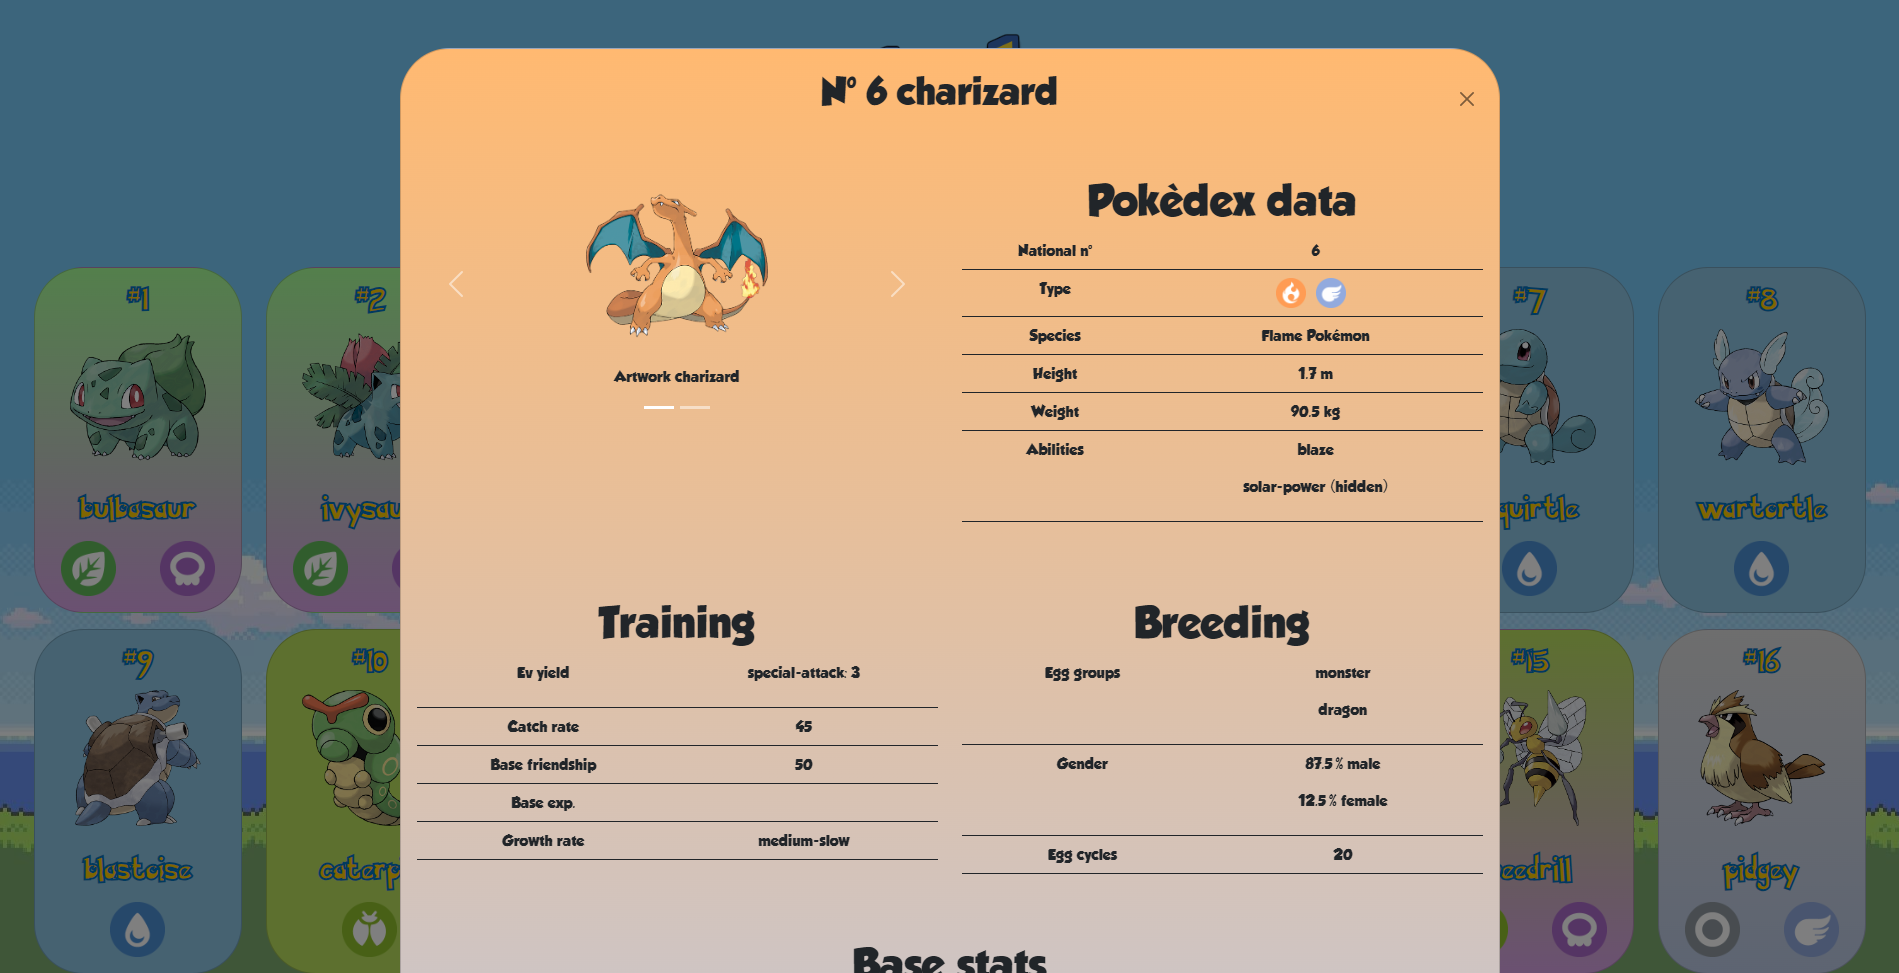 N° 6 charizard
Artwork charizard
Pokèdex data
National n° 6
Type
Species Flame Pokémon
Height 1.7 m
Weight 90.5 kg
Abilities blaze
solar-power (hidden)
Training
Ev yield special-attack: 3
Catch rate 45
Base friendship 50
Base exp.
Growth rate medium-slow
Breeding
Egg groups monster
dragon
Gender 87.5 % male
12.5 % female
Egg cycles 20
Base stats
#1
bulbasaur
#2
ivysau
#7
quirtle
#8
wartortle
#9
blastoise
#10
caterp
#15
eedrill
#16
pidgey